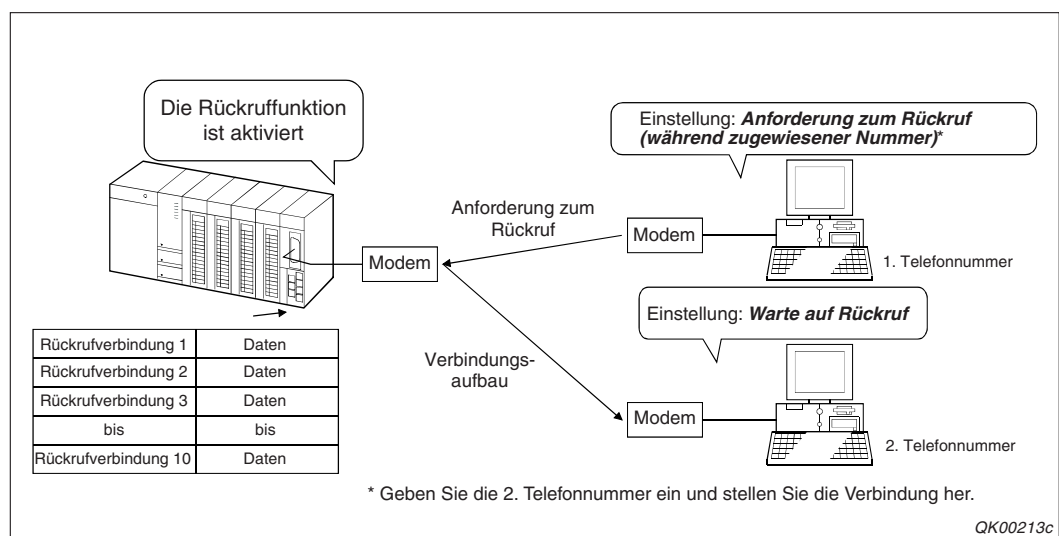 Die Rückruffunktion
ist aktiviert
Einstellung: Anforderung zum Rückruf
(während zugewiesener Nummer)*
Anforderung zum
Rückruf
Modem
Modem
1. Telefonnummer
Einstellung: Warte auf Rückruf
Verbindungs-
aufbau
Modem
2. Telefonnummer
Rückrufverbindung 1 Daten
Rückrufverbindung 2 Daten
Rückrufverbindung 3 Daten
bis bis
Rückrufverbindung 10 Daten
* Geben Sie die 2. Telefonnummer ein und stellen Sie die Verbindung her.
QK00213c